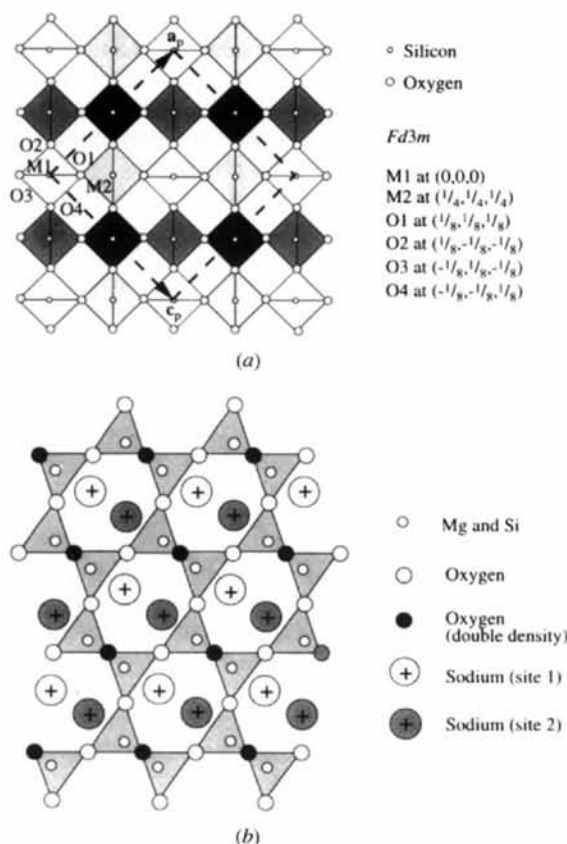 a_p
Silicon
Oxygen
Fd3m
O2
O1
M1
M2
O3
O4
M1 at (0,0,0)
M2 at (1/4,1/4,1/4)
O1 at (1/8,1/8,1/8)
O2 at (1/8,-1/8,-1/8)
O3 at (-1/8,1/8,-1/8)
O4 at (-1/8,-1/8,1/8)
c_p
(a)
Mg and Si
Oxygen
Oxygen
(double density)
Sodium (site 1)
Sodium (site 2)
(b)